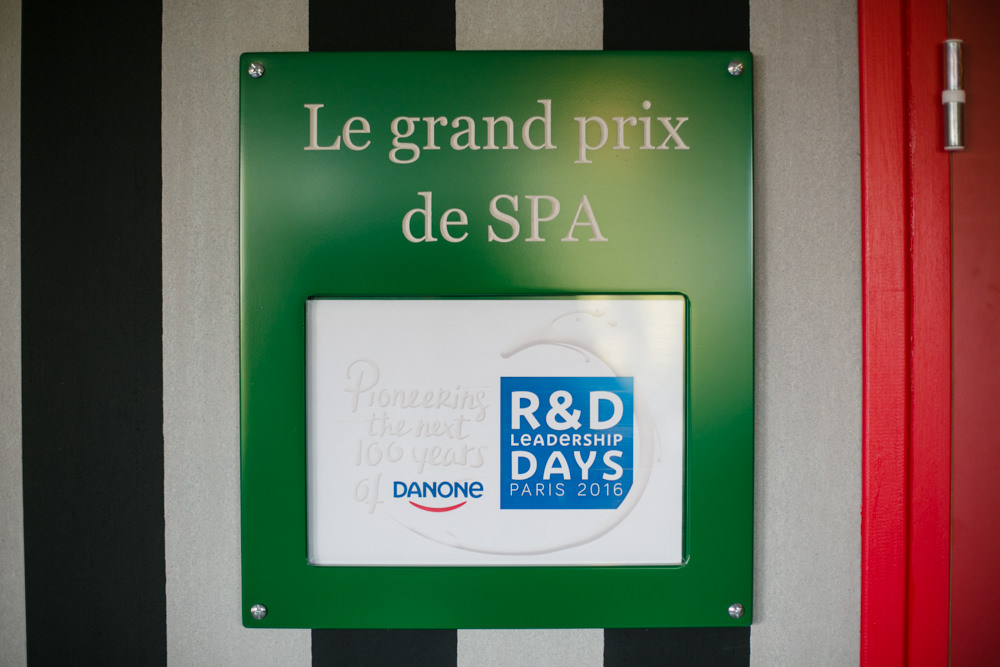 Le grand prix
de SPA
Pioneering
the next
100 years
of DANONE
R&D
LEADERSHIP
DAYS
PARIS 2016